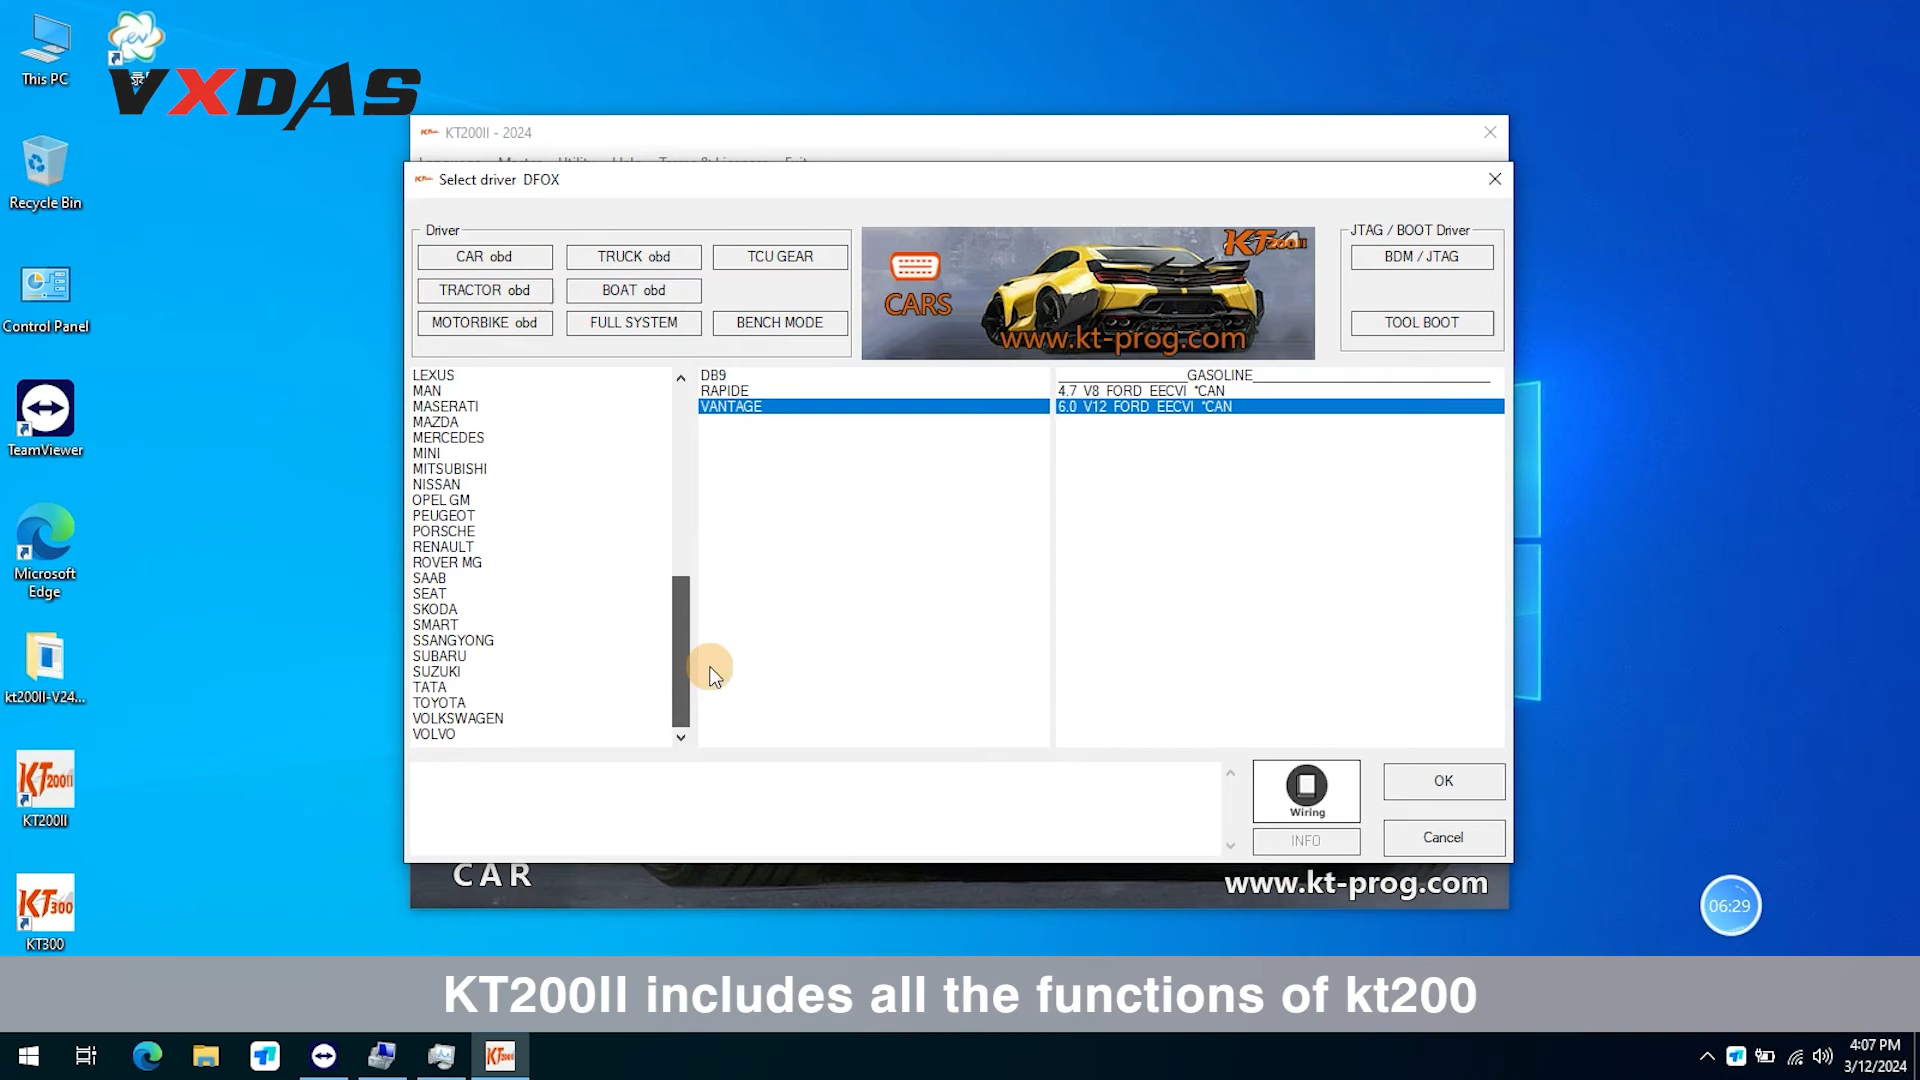 This PC
VXDAS
Recycle Bin
Control Panel
TeamViewer
Microsoft
Edge
kt200II-V24...
KT200II
KT200II
KT300
KT300
KT200II - 2024
Select driver DFOX
Driver
CAR obd
TRUCK obd
TCU GEAR
TRACTOR obd
BOAT obd
MOTORBIKE obd
FULL SYSTEM
BENCH MODE
KT200II
CARS
www.kt-prog.com
JTAG / BOOT Driver
BDM / JTAG
TOOL BOOT
LEXUS
MAN
MASERATI
MAZDA
MERCEDES
MINI
MITSUBISHI
NISSAN
OPEL GM
PEUGEOT
PORSCHE
RENAULT
ROVER MG
SAAB
SEAT
SKODA
SMART
SSANGYONG
SUBARU
SUZUKI
TATA
TOYOTA
VOLKSWAGEN
VOLVO
DB9
RAPIDE
VANTAGE
GASOLINE
4.7 V8 FORD EECVI *CAN
6.0 V12 FORD EECVI *CAN
Wiring
INFO
OK
Cancel
CAR
www.kt-prog.com
06:29
KT200II includes all the functions of kt200
4:07 PM
3/12/2024